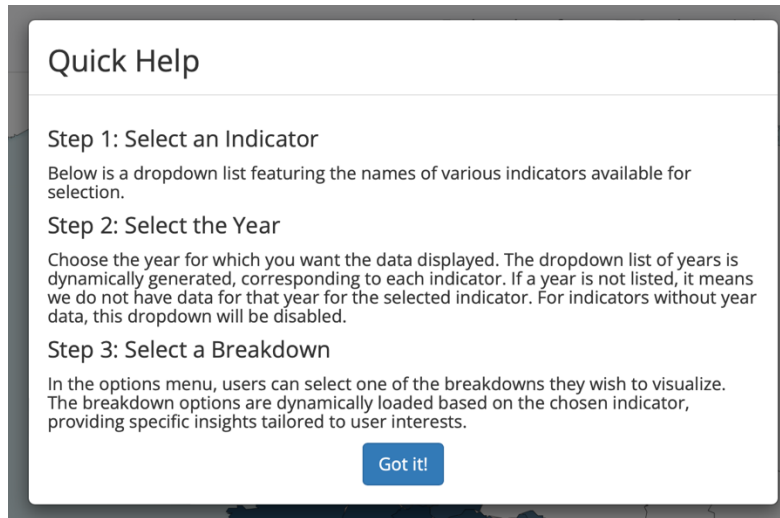 Quick Help
Step 1: Select an Indicator
Below is a dropdown list featuring the names of various indicators available for
selection.
Step 2: Select the Year
Choose the year for which you want the data displayed. The dropdown list of years is
dynamically generated, corresponding to each indicator. If a year is not listed, it means
we do not have data for that year for the selected indicator. For indicators without year
data, this dropdown will be disabled.
Step 3: Select a Breakdown
In the options menu, users can select one of the breakdowns they wish to visualize.
The breakdown options are dynamically loaded based on the chosen indicator,
providing specific insights tailored to user interests.
Got it!